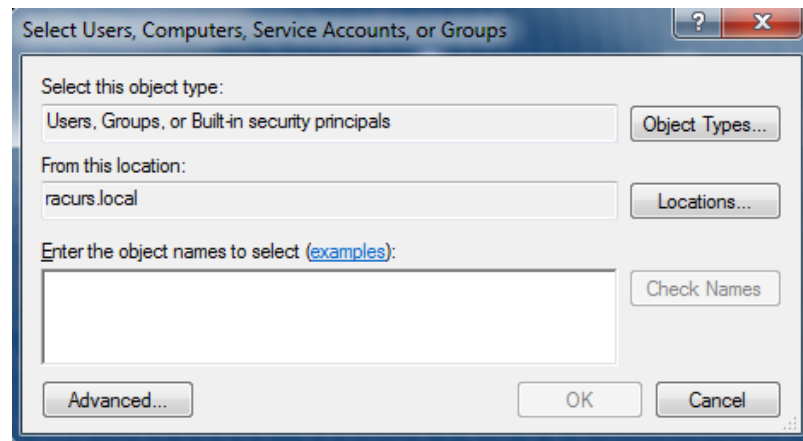 Select Users, Computers, Service Accounts, or Groups
Select this object type:
Users, Groups, or Built-in security principals
Object Types...
From this location:
racurs.local
Locations...
Enter the object names to select (examples):
Check Names
Advanced...
OK
Cancel